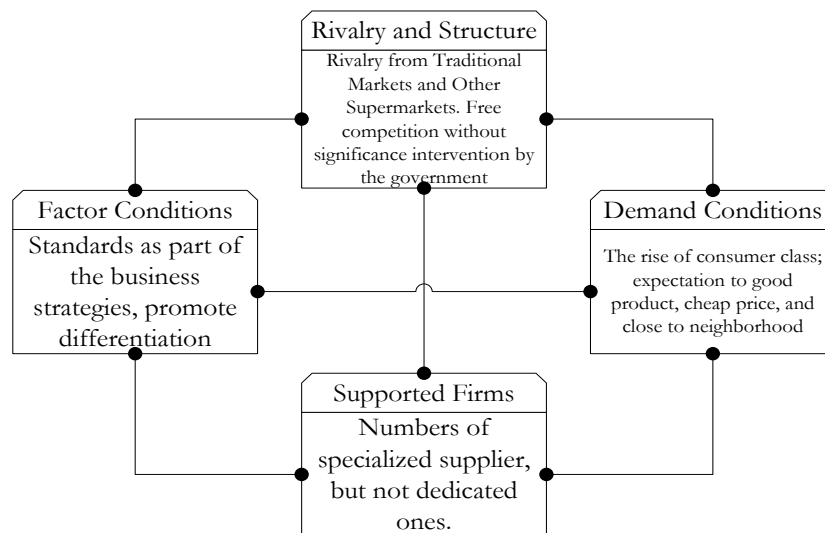 Rivalry and Structure
Rivalry from Traditional
Markets and Other
Supermarkets. Free
competition without
significance intervention by
the government
Factor Conditions
Standards as part of
the business
strategies, promote
differentiation
Demand Conditions
The rise of consumer class;
expectation to good
product, cheap price, and
close to neighborhood
Supported Firms
Numbers of
specialized supplier,
but not dedicated
ones.